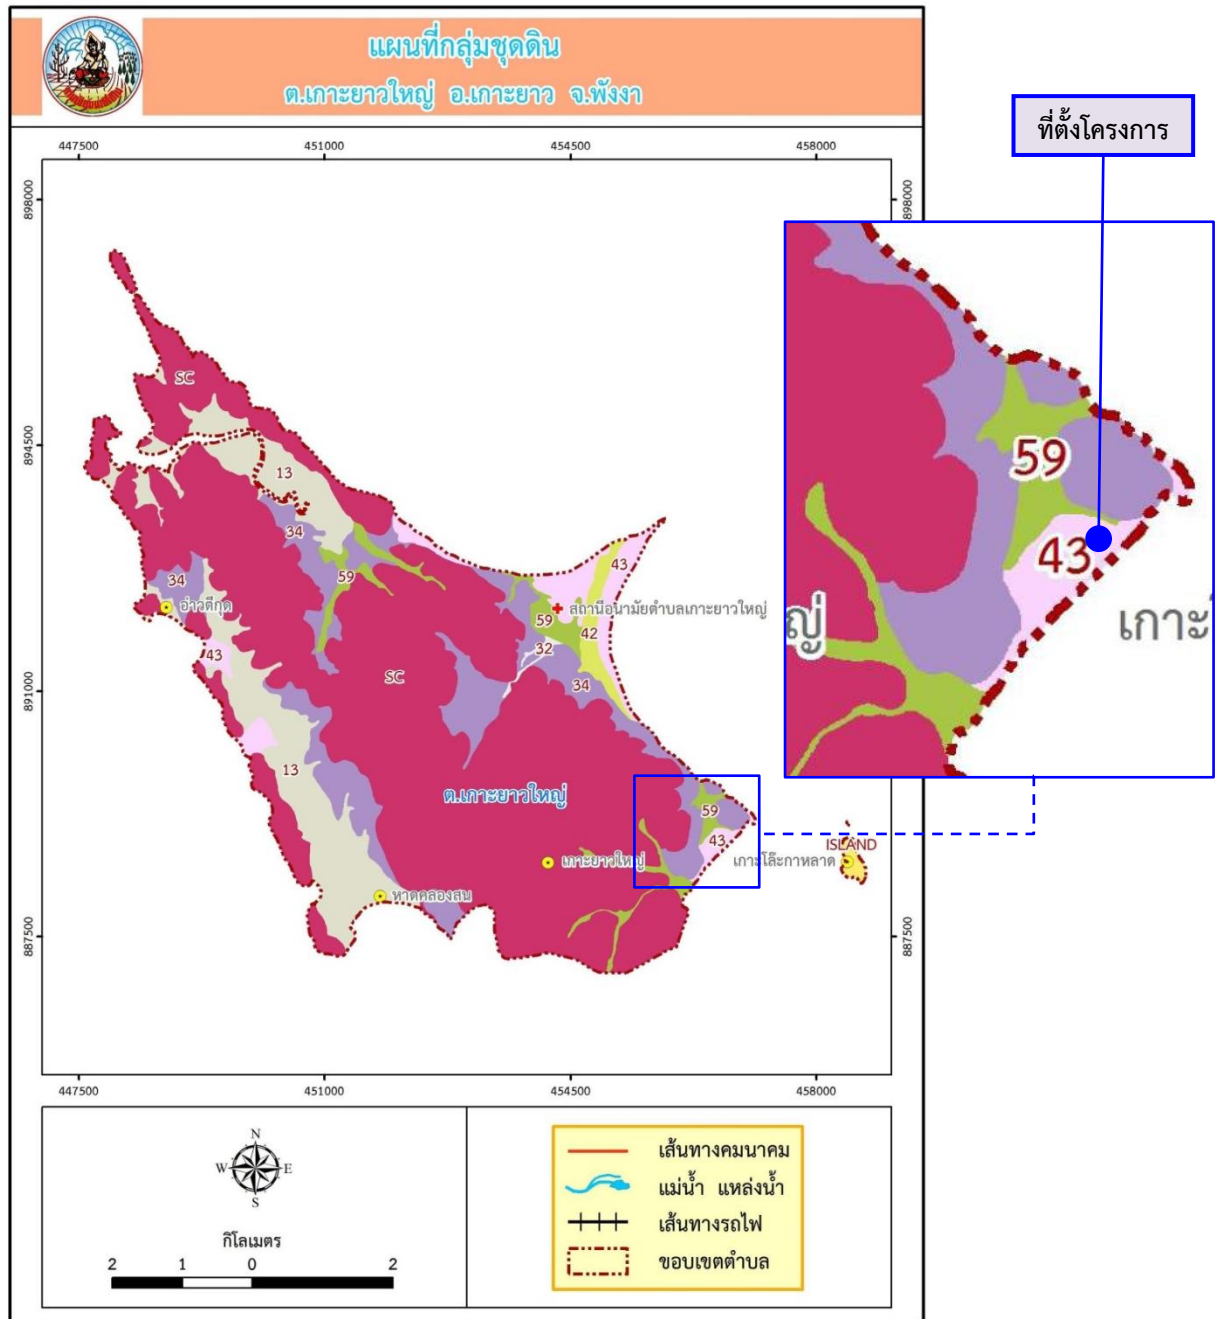 แผนที่กลุ่มชุดดิน
ต.เกาะยาวใหญ่ อ.เกาะยาว จ.พังงา
ที่ตั้งโครงการ
447500 451000 454500 458000
898000 898000
SC
894500
13
59
34
43
34
59
43
43
ญ่
เกาะ
อ่าวตีกุด
สถานีอนามัยตำบลเกาะยาวใหญ่
59
42
32
43
SC
34
891000
13
ต.เกาะยาวใหญ่
59
43
ISLAND
เกาะยาวใหญ่
เกาะโล๊ะกาหลาด
หาดคลองสน
887500 887500
447500 451000 454500 458000
N
W E
S
กิโลเมตร
2 1 0 2
เส้นทางคมนาคม
แม่น้ำ แหล่งน้ำ
เส้นทางรถไฟ
ขอบเขตตำบล